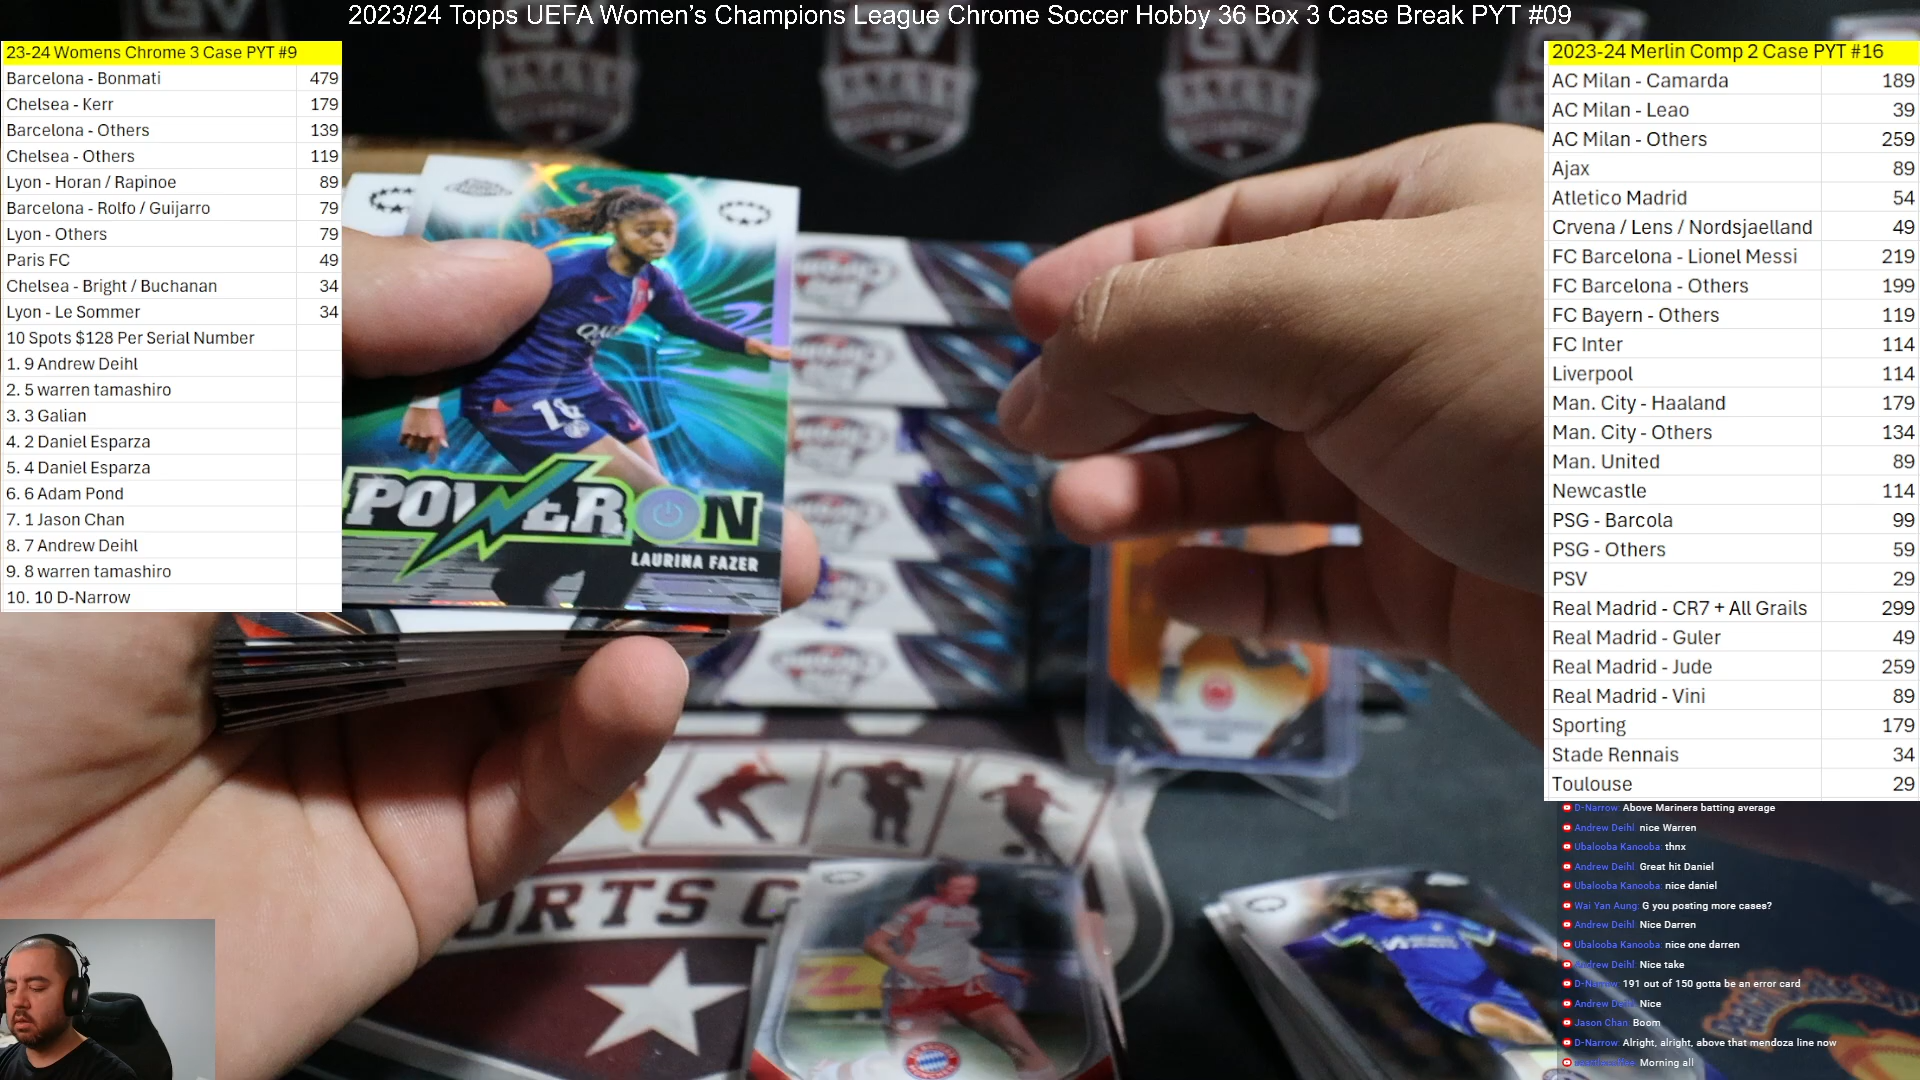 2023/24 Topps UEFA Women’s Champions League Chrome Soccer Hobby 36 Box 3 Case Break PYT #09
23-24 Womens Chrome 3 Case PYT #9
Barcelona - Bonmati 479
Chelsea - Kerr 179
Barcelona - Others 139
Chelsea - Others 119
Lyon - Horan / Rapinoe 89
Barcelona - Rolfo / Guijarro 79
Lyon - Others 79
Paris FC 49
Chelsea - Bright / Buchanan 34
Lyon - Le Sommer 34
10 Spots $128 Per Serial Number
1. 9 Andrew Deihl
2. 5 warren tamashiro
3. 3 Galian
4. 2 Daniel Esparza
5. 4 Daniel Esparza
6. 6 Adam Pond
7. 1 Jason Chan
8. 7 Andrew Deihl
9. 8 warren tamashiro
10. 10 D-Narrow
POWER ON
LAURINA FAZER
ORTS C
2023-24 Merlin Comp 2 Case PYT #16
AC Milan - Camarda 189
AC Milan - Leao 39
AC Milan - Others 259
Ajax 89
Atletico Madrid 54
Crvena / Lens / Nordsjaelland 49
FC Barcelona - Lionel Messi 219
FC Barcelona - Others 199
FC Bayern - Others 119
FC Inter 114
Liverpool 114
Man. City - Haaland 179
Man. City - Others 134
Man. United 89
Newcastle 114
PSG - Barcola 99
PSG - Others 59
PSV 29
Real Madrid - CR7 + All Grails 299
Real Madrid - Guler 49
Real Madrid - Jude 259
Real Madrid - Vini 89
Sporting 179
Stade Rennais 34
Toulouse 29
D-Narrow: Above Mariners batting average
Andrew Deihl: nice Warren
Ubalooba Kanooba: thnx
Andrew Deihl: Great hit Daniel
Ubalooba Kanooba: nice daniel
Wai Yan Aung: G you posting more cases?
Andrew Deihl: Nice Darren
Ubalooba Kanooba: nice one darren
Andrew Deihl: Nice take
D-Narrow: 191 out of 150 gotta be an error card
Andrew Deihl: Nice
Jason Chan: Boom
D-Narrow: Alright, alright, above that mendoza line now
Morning all